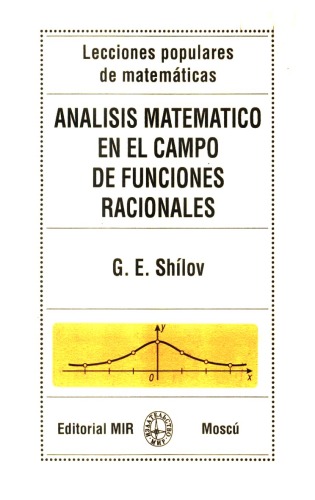 Lecciones populares
de matemáticas
ANALISIS MATEMATICO
EN EL CAMPO
DE FUNCIONES
RACIONALES
G. E. Shílov
y
0
x
Editorial MIR
Moscú